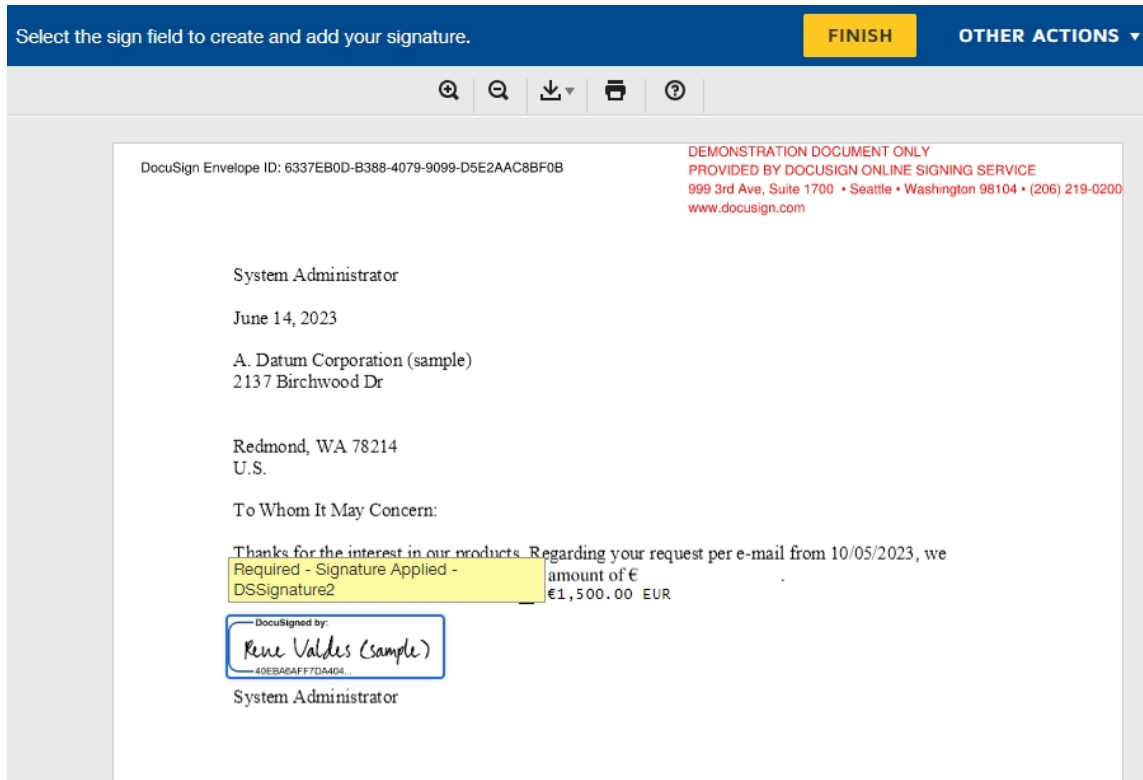 Select the sign field to create and add your signature.
FINISH
OTHER ACTIONS
DocuSign Envelope ID: 6337EB0D-B388-4079-9099-D5E2AAC8BF0B
DEMONSTRATION DOCUMENT ONLY
PROVIDED BY DOCUSIGN ONLINE SIGNING SERVICE
999 3rd Ave, Suite 1700 • Seattle • Washington 98104 • (206) 219-0200
www.docusign.com
System Administrator
June 14, 2023
A. Datum Corporation (sample)
2137 Birchwood Dr
Redmond, WA 78214
U.S.
To Whom It May Concern:
Thanks for the interest in our products. Regarding your request per e-mail from 10/05/2023, we
Required - Signature Applied -
DSSignature2
amount of € .
€1,500.00 EUR
DocuSigned by:
Rene Valdes (sample)
40EBA6AFF7DA404...
System Administrator